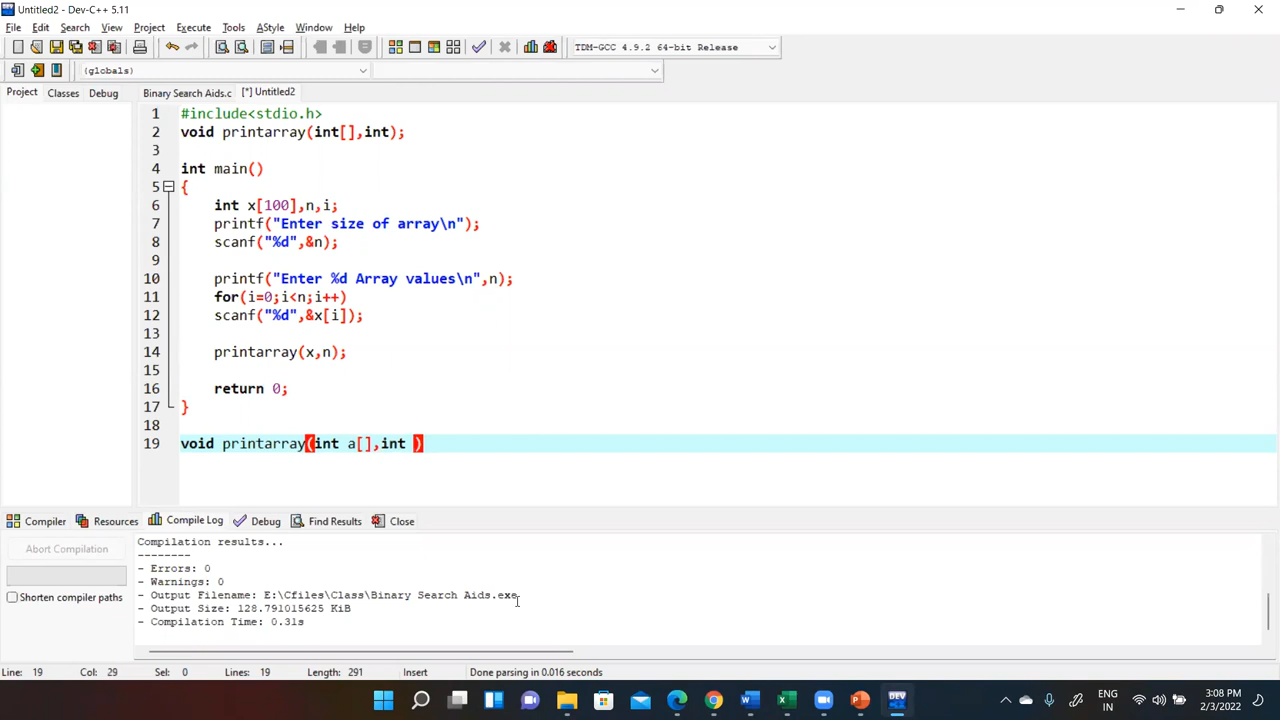 Untitled2 - Dev-C++ 5.11
File Edit Search View Project Execute Tools AStyle Window Help
TDM-GCC 4.9.2 64-bit Release
(globals)
Project Classes Debug Binary Search Aids.c [*] Untitled2
1 #include<stdio.h>
2 void printarray(int[],int);
3
4 int main()
5 {
6 int x[100],n,i;
7 printf("Enter size of array\n");
8 scanf("%d",&n);
9
10 printf("Enter %d Array values\n",n);
11 for(i=0;i<n;i++)
12 scanf("%d",&x[i]);
13
14 printarray(x,n);
15
16 return 0;
17 }
18
19 void printarray(int a[],int )
Compiler Resources Compile Log Debug Find Results Close
Abort Compilation
Shorten compiler paths
Compilation results...
--------
- Errors: 0
- Warnings: 0
- Output Filename: E:\Cfiles\Class\Binary Search Aids.exe
- Output Size: 128.791015625 KiB
- Compilation Time: 0.31s
Line: 19 Col: 29 Sel: 0 Lines: 19 Length: 291 Insert Done parsing in 0.016 seconds
DEV
ENG
IN
3:08 PM
2/3/2022